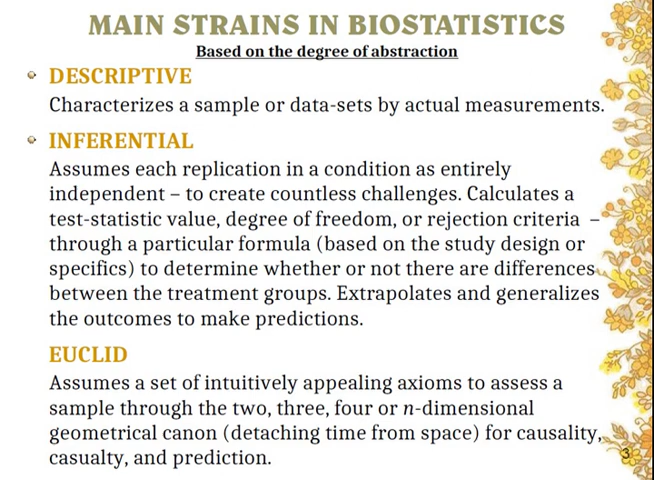 MAIN STRAINS IN BIOSTATISTICS
Based on the degree of abstraction
DESCRIPTIVE
Characterizes a sample or data-sets by actual measurements.
INFERENTIAL
Assumes each replication in a condition as entirely
independent – to create countless challenges. Calculates a
test-statistic value, degree of freedom, or rejection criteria –
through a particular formula (based on the study design or
specifics) to determine whether or not there are differences
between the treatment groups. Extrapolates and generalizes
the outcomes to make predictions.
EUCLID
Assumes a set of intuitively appealing axioms to assess a
sample through the two, three, four or n-dimensional
geometrical canon (detaching time from space) for causality,
casualty, and prediction.
3